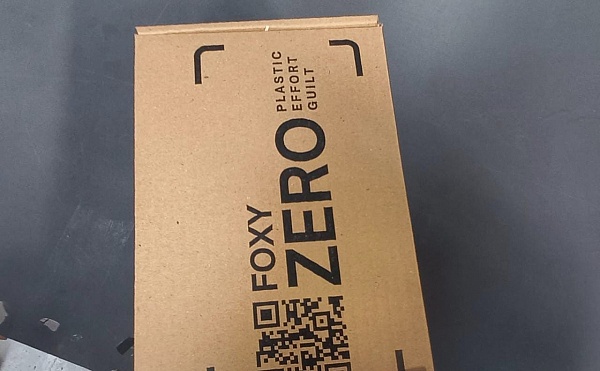 FOXY
ZERO
PLASTIC
EFFORT
GUILT